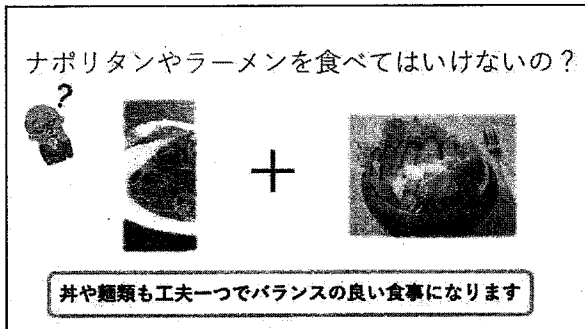 ナポリタンやラーメンを食べてはいけないの？
?
+
丼や麺類も工夫一つでバランスの良い食事になります